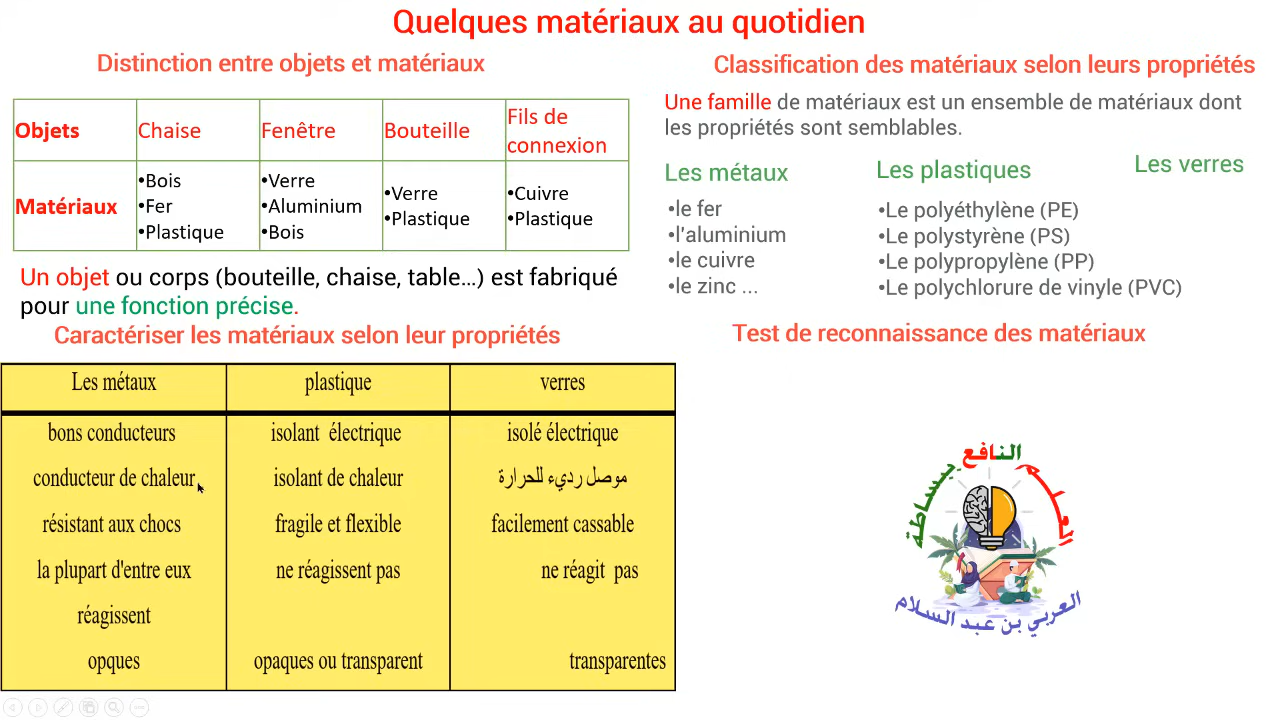 Quelques matériaux au quotidien
Distinction entre objets et matériaux
Objets
Chaise
Fenêtre
Bouteille
Fils de
connexion
Matériaux
•Bois
•Fer
•Plastique
•Verre
•Aluminium
•Bois
•Verre
•Plastique
•Cuivre
•Plastique
Un objet ou corps (bouteille, chaise, table…) est fabriqué
pour une fonction précise.
Classification des matériaux selon leurs propriétés
Une famille de matériaux est un ensemble de matériaux dont
les propriétés sont semblables.
Les métaux
•le fer
•l'aluminium
•le cuivre
•le zinc ...
Les plastiques
•Le polyéthylène (PE)
•Le polystyrène (PS)
•Le polypropylène (PP)
•Le polychlorure de vinyle (PVC)
Les verres
Caractériser les matériaux selon leur propriétés
Les métaux
plastique
verres
bons conducteurs
isolant électrique
isolé électrique
conducteur de chaleur
isolant de chaleur
موصل رديء للحرارة
résistant aux chocs
fragile et flexible
facilement cassable
la plupart d'entre eux
réagissent
ne réagissent pas
ne réagit pas
opques
opaques ou transparent
transparentes
Test de reconnaissance des matériaux
العلم النافع ببساطة
العربي بن عبد السلام